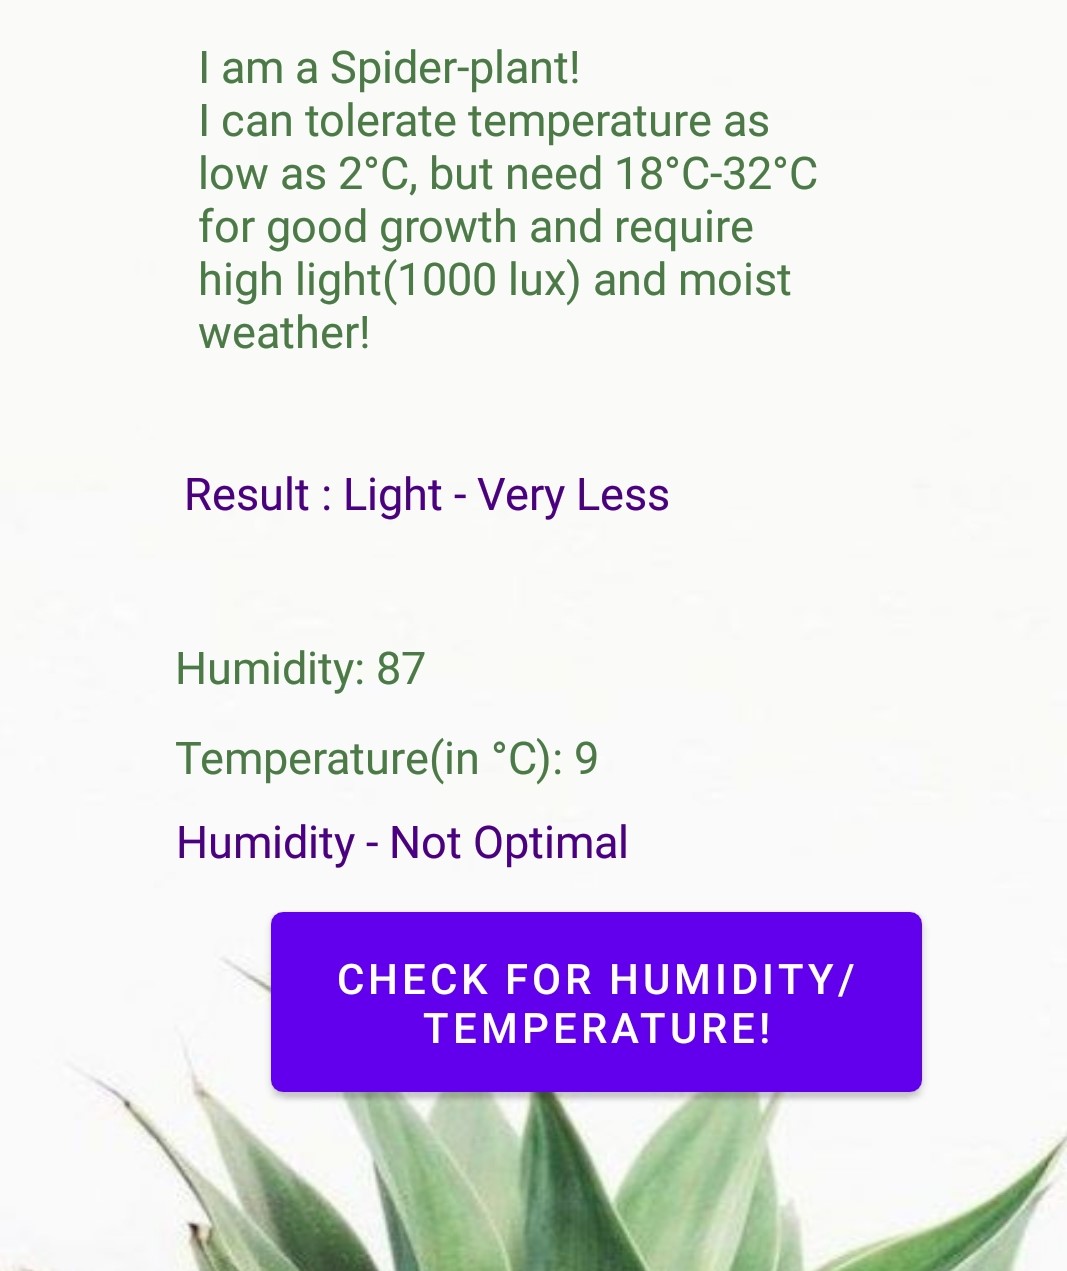 I am a Spider-plant!
I can tolerate temperature as
low as 2°C, but need 18°C-32°C
for good growth and require
high light(1000 lux) and moist
weather!
Result : Light - Very Less
Humidity: 87
Temperature(in °C): 9
Humidity - Not Optimal
CHECK FOR HUMIDITY/
TEMPERATURE!